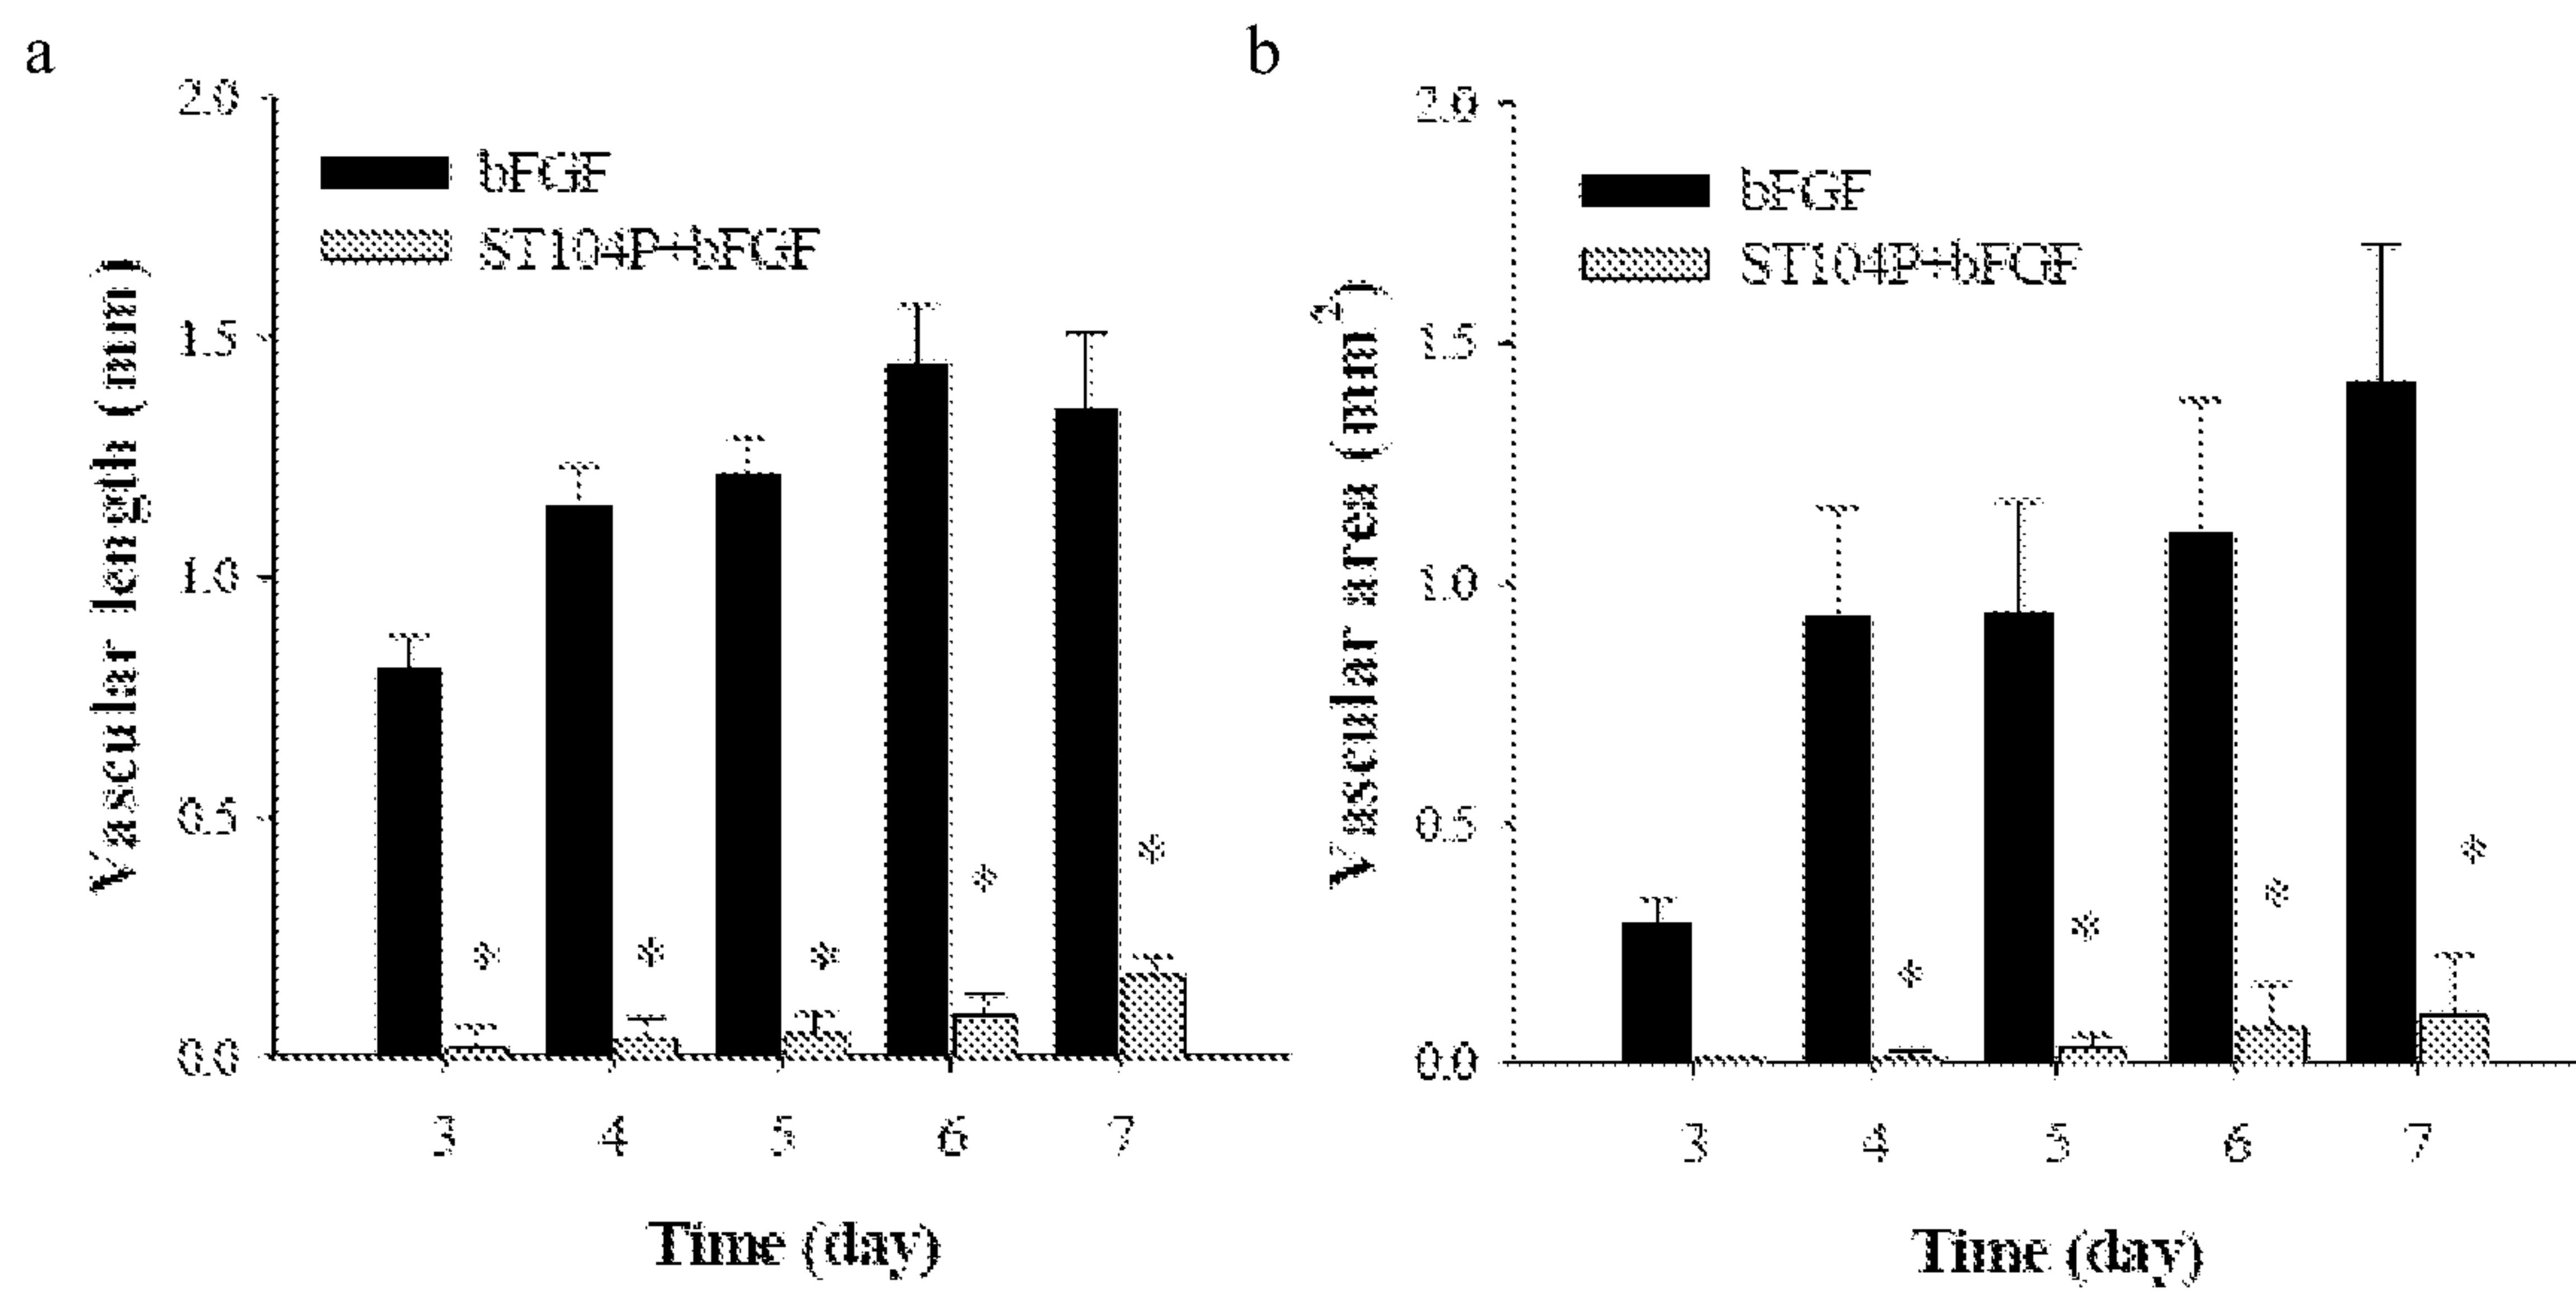 a
2.0
bFGF
ST104P+bFGF
1.5
1.0
0.5
0.0
Vascular length (mm)
*
*
*
*
*
3 4 5 6 7
Time (day)
b
2.0
bFGF
ST104P+bFGF
1.5
1.0
0.5
0.0
Vascular area (mm²)
*
*
*
*
3 4 5 6 7
Time (day)